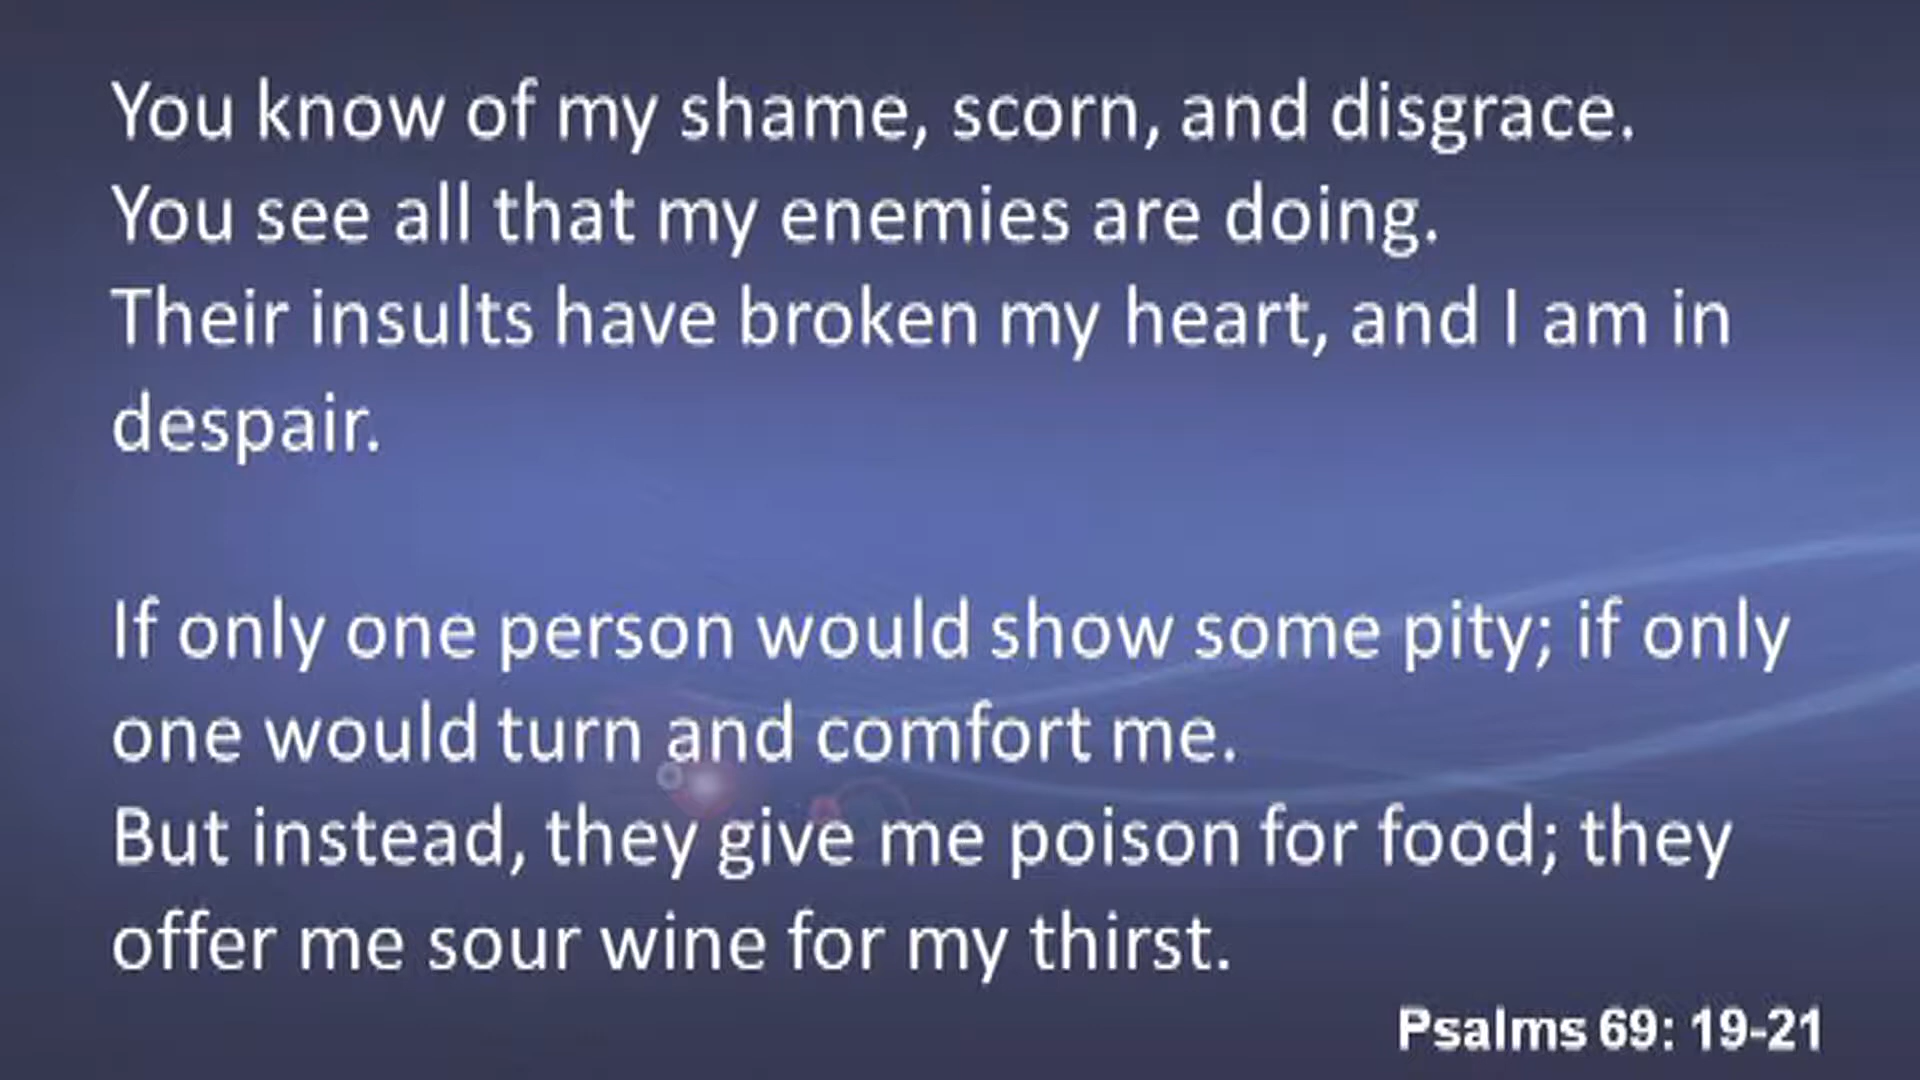 You know of my shame, scorn, and disgrace.
You see all that my enemies are doing.
Their insults have broken my heart, and I am in
despair.
If only one person would show some pity; if only
one would turn and comfort me.
But instead, they give me poison for food; they
offer me sour wine for my thirst.
Psalms 69: 19-21